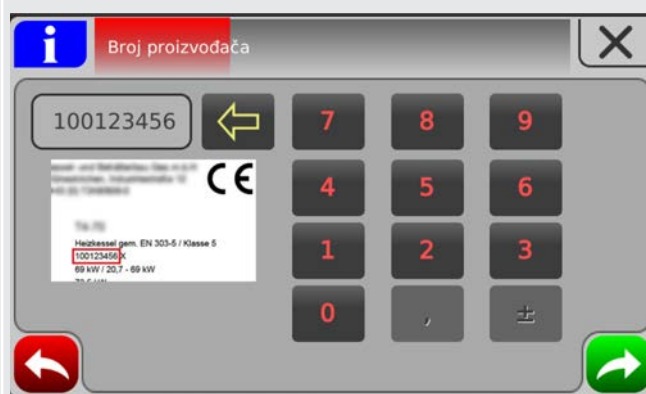 i
Broj proizvođača
100123456
7 8 9
CE
4 5 6
Heizkessel gem. EN 303-5 / Klasse 5
100123456 X
69 kW / 20,7 - 69 kW
1 2 3
0 , ±